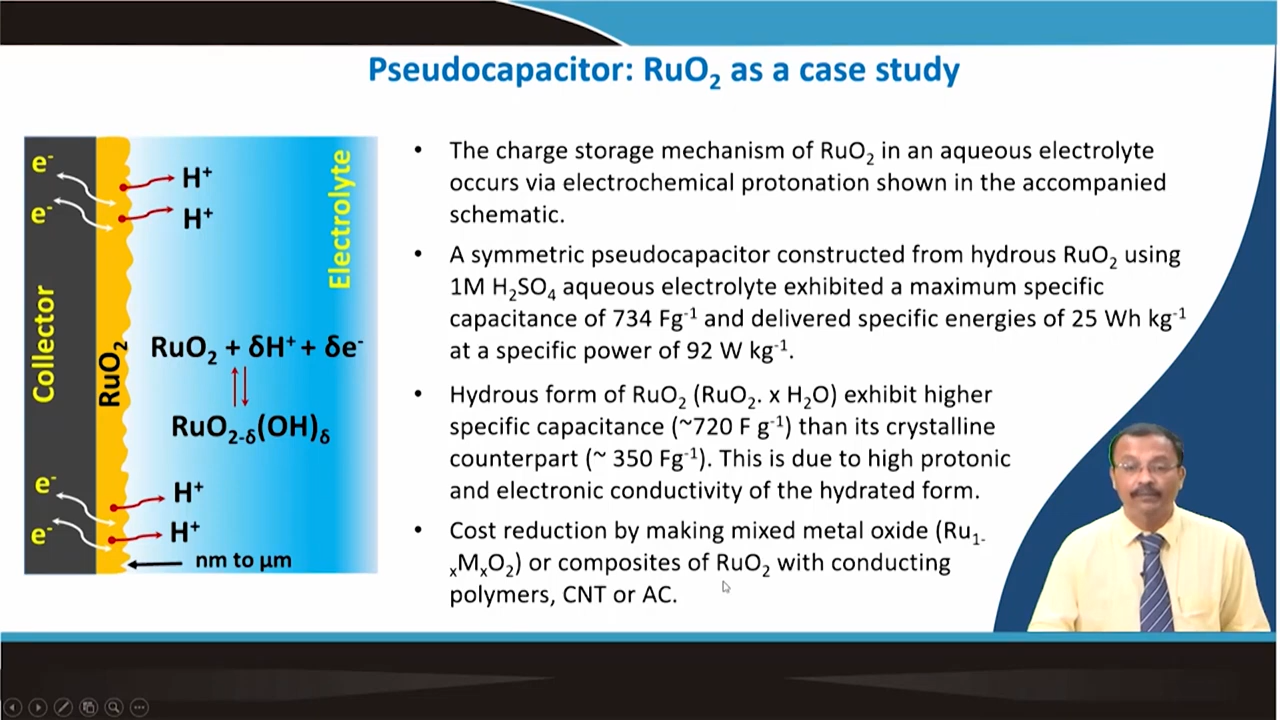 Pseudocapacitor: RuO₂ as a case study
e⁻
H⁺
e⁻
H⁺
Electrolyte
Collector
RuO₂
RuO₂ + δH⁺ + δe⁻
RuO₂₋δ(OH)δ
e⁻
H⁺
e⁻
H⁺
nm to μm
• The charge storage mechanism of RuO₂ in an aqueous electrolyte
occurs via electrochemical protonation shown in the accompanied
schematic.
• A symmetric pseudocapacitor constructed from hydrous RuO₂ using
1M H₂SO₄ aqueous electrolyte exhibited a maximum specific
capacitance of 734 Fg⁻¹ and delivered specific energies of 25 Wh kg⁻¹
at a specific power of 92 W kg⁻¹.
• Hydrous form of RuO₂ (RuO₂. x H₂O) exhibit higher
specific capacitance (~720 F g⁻¹) than its crystalline
counterpart (~ 350 Fg⁻¹). This is due to high protonic
and electronic conductivity of the hydrated form.
• Cost reduction by making mixed metal oxide (Ru₁₋
ₓMₓO₂) or composites of RuO₂ with conducting
polymers, CNT or AC.